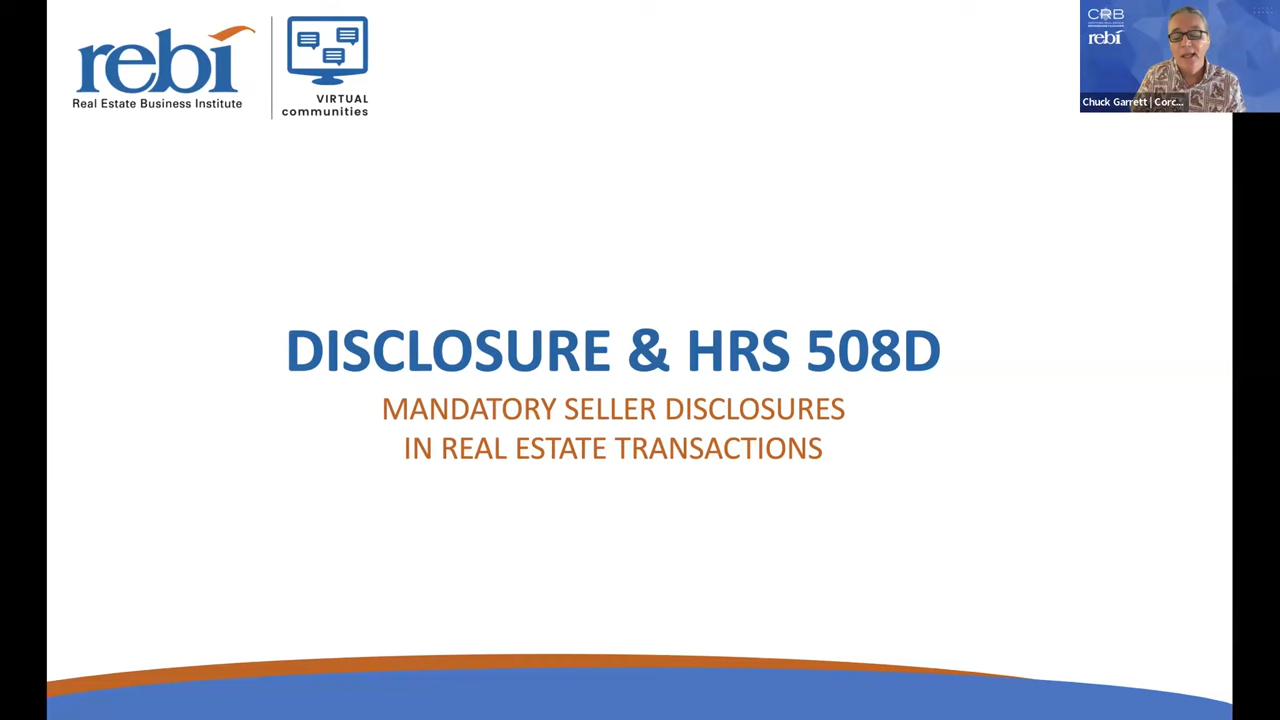 rebi
Real Estate Business Institute
VIRTUAL
communities
CRB
rebi
Chuck Garrett | Corc...
DISCLOSURE & HRS 508D
MANDATORY SELLER DISCLOSURES
IN REAL ESTATE TRANSACTIONS